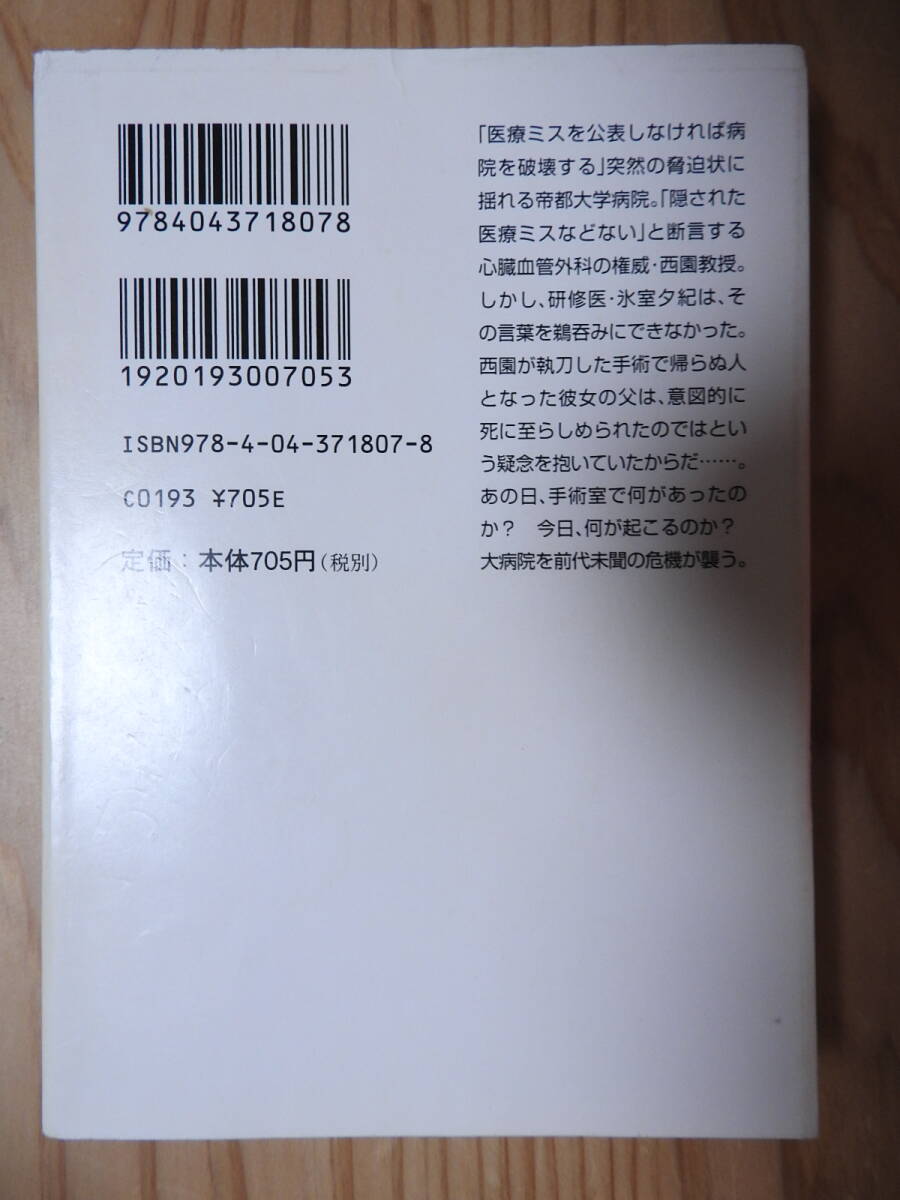 9784043718078
1920193007053
ISBN978-4-04-371807-8
C0193 ¥705E
定価：本体705円（税別）
「医療ミスを公表しなければ病
院を破壊する」突然の脅迫状に
揺れる帝都大学病院。「隠された
医療ミスなどない」と断言する
心臓血管外科の権威・西園教授。
しかし、研修医・氷室夕紀は、そ
の言葉を鵜呑みにできなかった。
西園が執刀した手術で帰らぬ人
となった彼女の父は、意図的に
死に至らしめられたのではとい
う疑念を抱いていたからだ……。
あの日、手術室で何があったの
か？　今日、何が起こるのか？
大病院を前代未聞の危機が襲う。